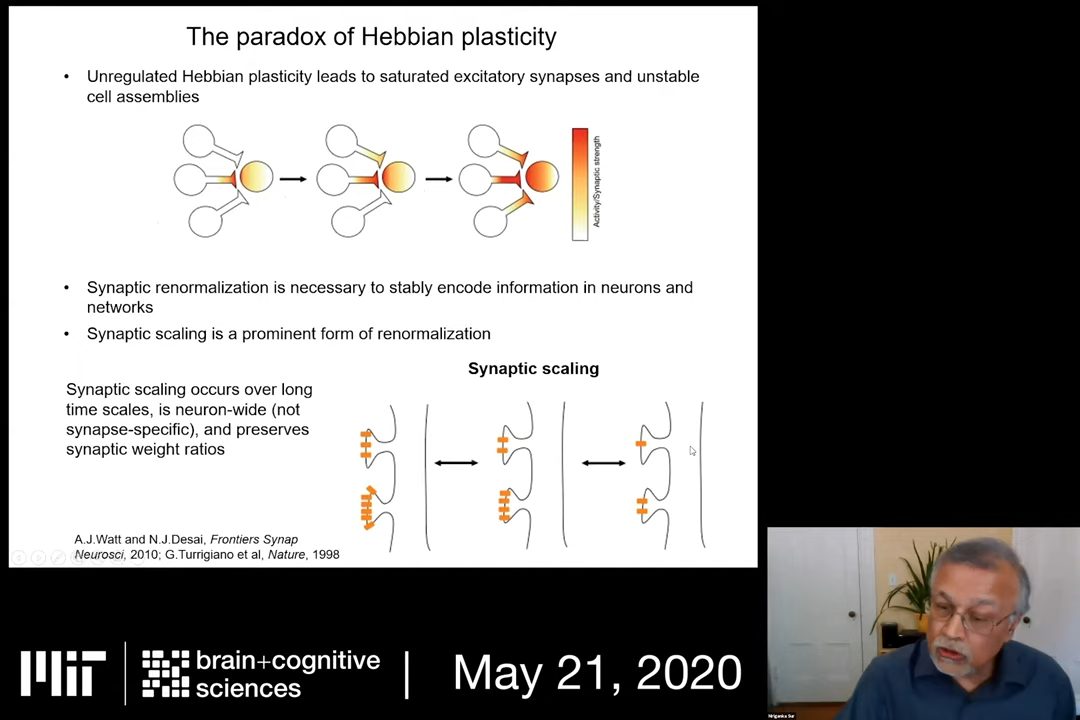 The paradox of Hebbian plasticity
• Unregulated Hebbian plasticity leads to saturated excitatory synapses and unstable
cell assemblies
Activity/Synaptic strength
• Synaptic renormalization is necessary to stably encode information in neurons and
networks
• Synaptic scaling is a prominent form of renormalization
Synaptic scaling
Synaptic scaling occurs over long
time scales, is neuron-wide (not
synapse-specific), and preserves
synaptic weight ratios
A.J.Watt and N.J.Desai, Frontiers Synap
Neurosci, 2010; G.Turrigiano et al, Nature, 1998
MIT
brain+cognitive
sciences
May 21, 2020
Mriganka Sur